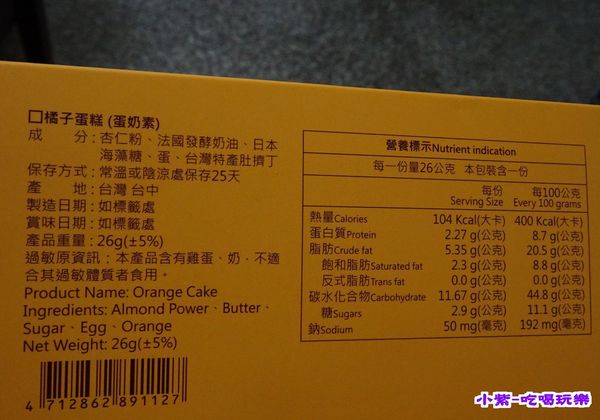 □橘子蛋糕 (蛋奶素)
成　　分 : 杏仁粉、法國發酵奶油、日本
海藻糖、蛋、台灣特產肚擠丁
保存方式 : 常溫或陰涼處保存25天
產　　地 : 台灣 台中
製造日期 : 如標籤處
賞味日期 : 如標籤處
產品重量 : 26g(±5%)
過敏原資訊 : 本產品含有雞蛋、奶，不適
合其過敏體質者食用。
Product Name: Orange Cake
Ingredients: Almond Power、Butter、
Sugar、Egg、Orange
Net Weight: 26g(±5%)
4 712862 891127
營養標示Nutrient indication
每一份量26公克 本包裝含一份
每份 每100公克
Serving Size Every 100 grams
熱量Calories 104 Kcal(大卡) 400 Kcal(大卡)
蛋白質Protein 2.27 g(公克) 8.7 g(公克)
脂肪Crude fat 5.35 g(公克) 20.5 g(公克)
飽和脂肪Saturated fat 2.3 g(公克) 8.8 g(公克)
反式脂肪Trans fat 0.0 g(公克) 0.0 g(公克)
碳水化合物Carbohydrate 11.67 g(公克) 44.8 g(公克)
糖Sugars 2.9 g(公克) 11.1 g(公克)
鈉Sodium 50 mg(毫克) 192 mg(毫克)
小紫-吃喝玩樂